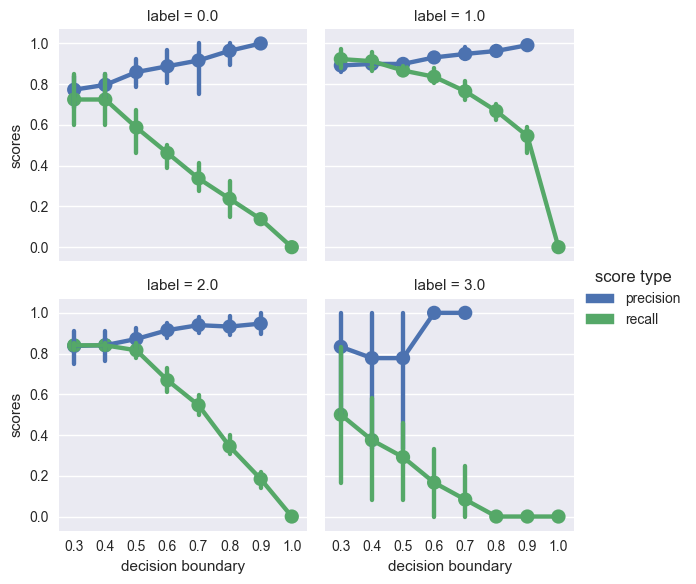 label = 0.0
label = 1.0
1.0
0.8
0.6
0.4
0.2
0.0
scores
label = 2.0
label = 3.0
score type
precision
recall
1.0
0.8
0.6
0.4
0.2
0.0
scores
0.3 0.4 0.5 0.6 0.7 0.8 0.9 1.0
0.3 0.4 0.5 0.6 0.7 0.8 0.9 1.0
decision boundary
decision boundary